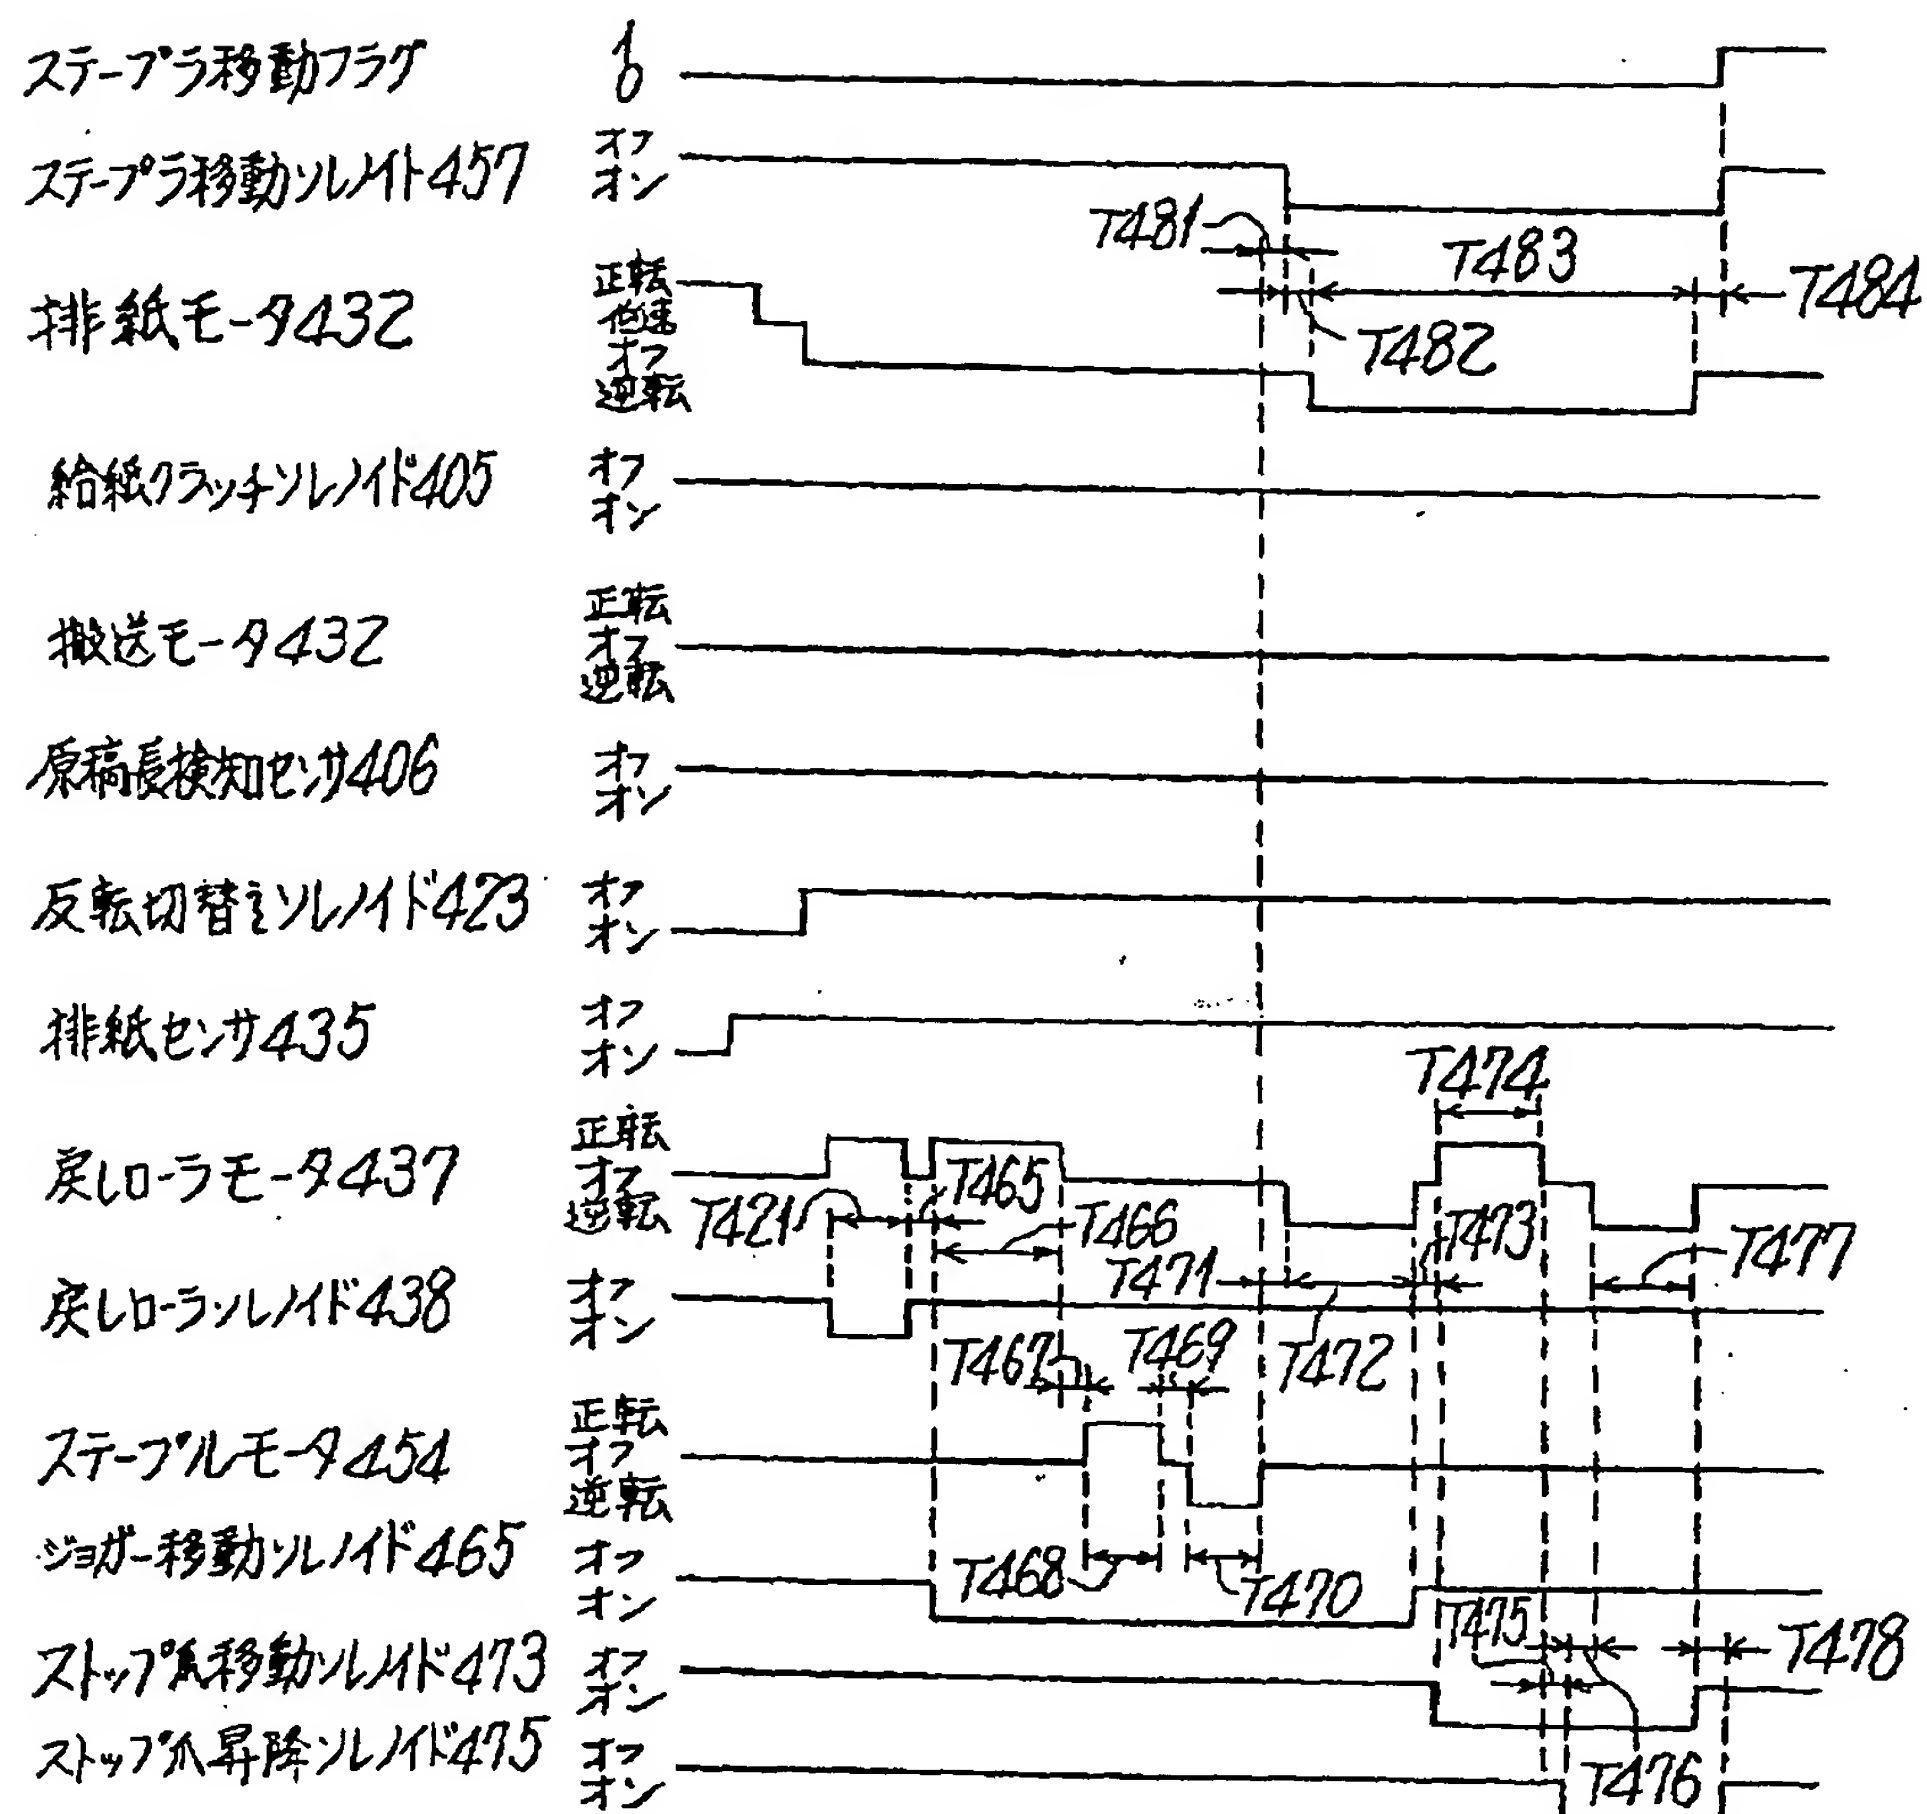 ステープラ移動フラグ 1
0
ステープラ移動ソレノイド457 オフ
オン
T481
T483
T484
T482
排紙モータ432 正転
低速
オフ
逆転
給紙クラッチソレノイド405 オフ
オン
搬送モータ432 正転
オフ
逆転
原稿長検知センサ406 オフ
オン
反転切替えソレノイド423 オフ
オン
排紙センサ435 オフ
オン
T474
戻しローラモータ437 正転
オフ
逆転
T421
T465
T466
T471
T473
T477
戻しローラソレノイド438 オフ
オン
T467
T469
T472
ステープルモータ454 正転
オフ
逆転
T468
T470
ジョガー移動ソレノイド465 オフ
オン
T475
T478
ストップ爪移動ソレノイド473 オフ
オン
ストップ爪昇降ソレノイド475 オフ
オン
T476